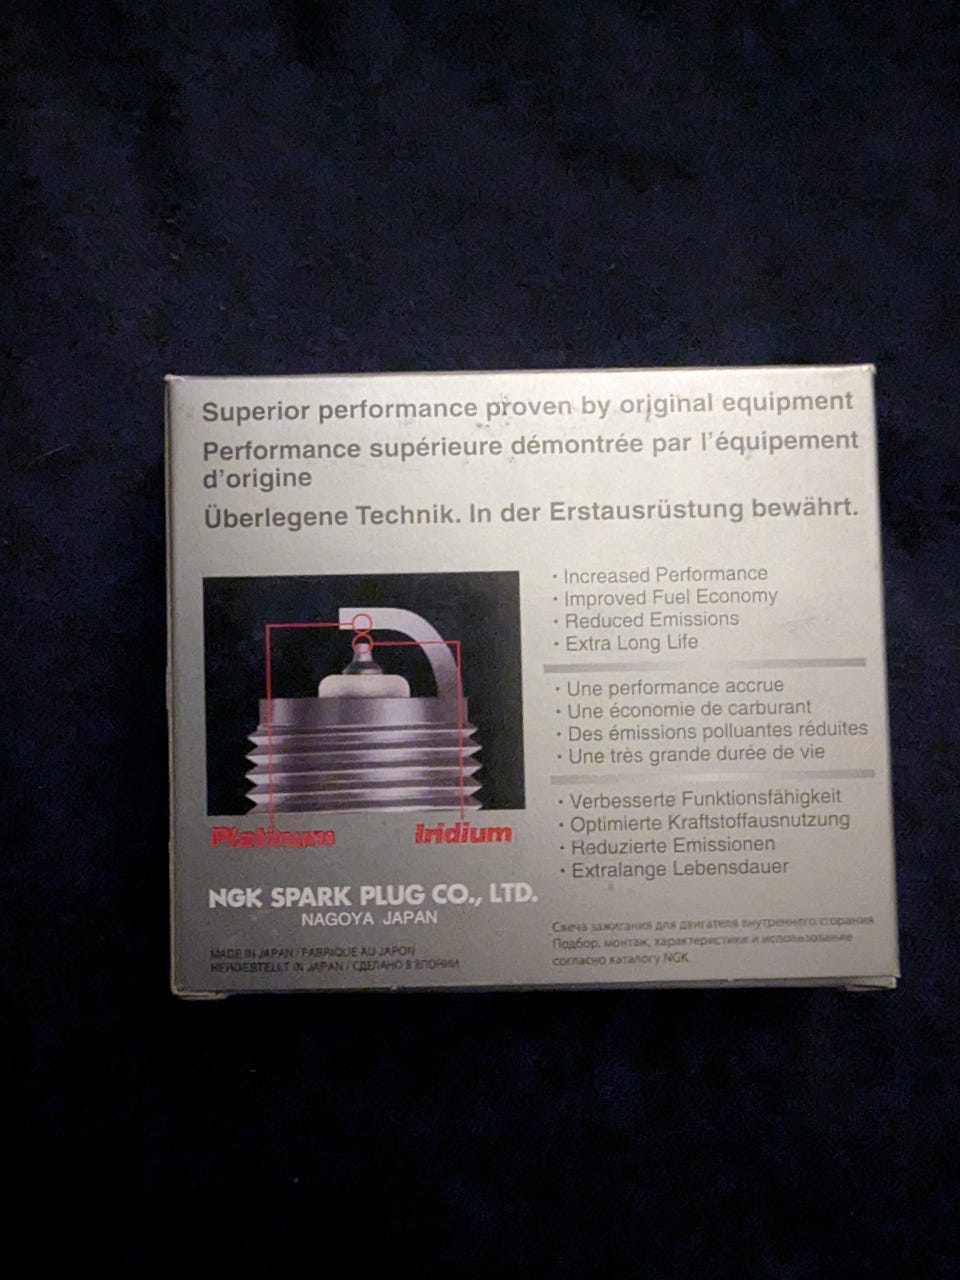 Superior performance proven by original equipment
Performance supérieure démontrée par l'équipement
d'origine
Überlegene Technik. In der Erstausrüstung bewährt.
• Increased Performance
• Improved Fuel Economy
• Reduced Emissions
• Extra Long Life
• Une performance accrue
• Une économie de carburant
• Des émissions polluantes réduites
• Une très grande durée de vie
• Verbesserte Funktionsfähigkeit
• Optimierte Kraftstoffausnutzung
• Reduzierte Emissionen
• Extralange Lebensdauer
Platinum
Iridium
NGK SPARK PLUG CO., LTD.
NAGOYA JAPAN
MADE IN JAPAN / FABRIQUE AU JAPON
HERGESTELLT IN JAPAN / СДЕЛАНО В ЯПОНИИ
Свеча зажигания для двигателя внутреннего сгорания
Подбор, монтаж, характеристики и использование
согласно каталогу NGK